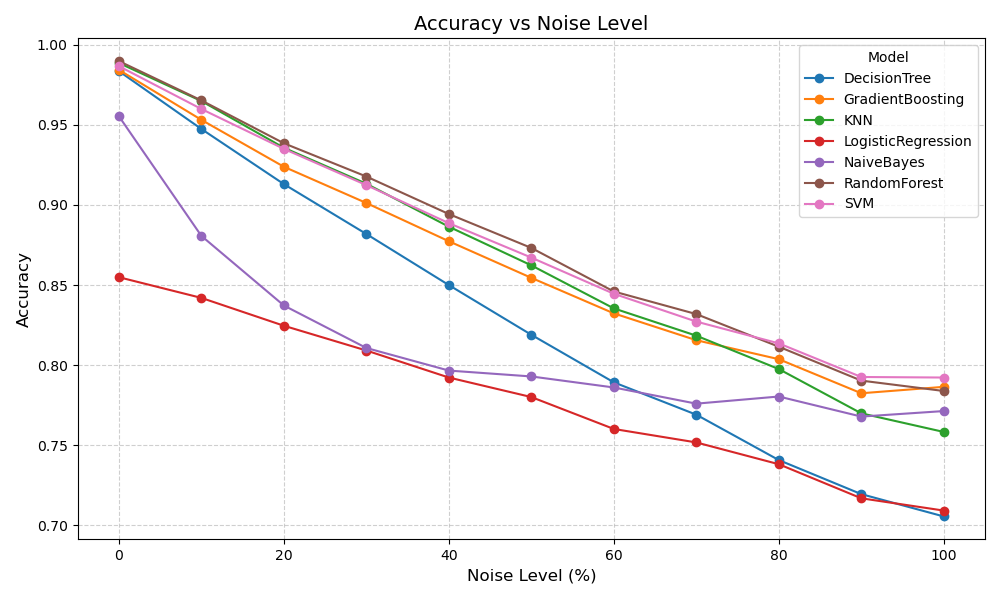 Accuracy vs Noise Level
Accuracy
1.00
0.95
0.90
0.85
0.80
0.75
0.70
Model
DecisionTree
GradientBoosting
KNN
LogisticRegression
NaiveBayes
RandomForest
SVM
0 20 40 60 80 100
Noise Level (%)